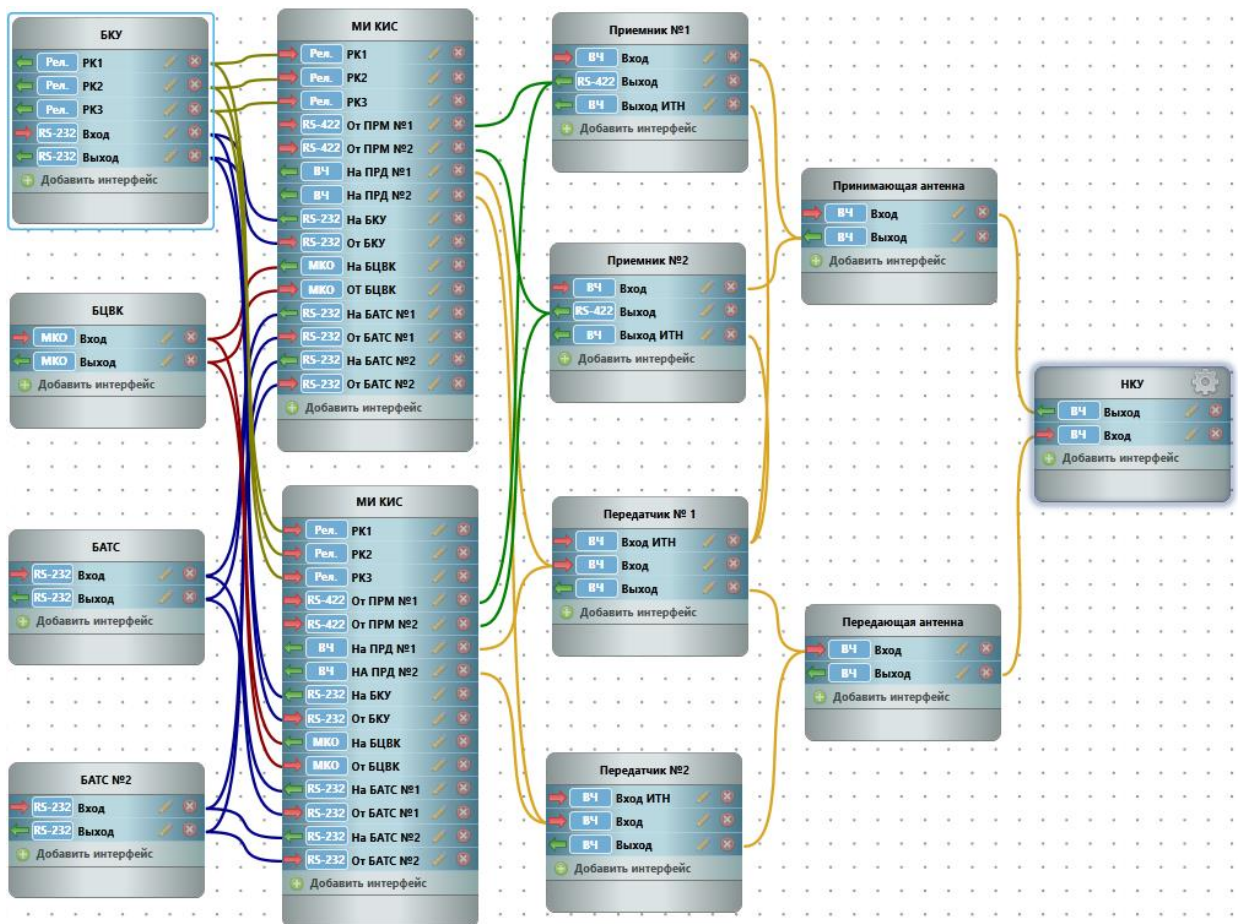 БКУ
Рел. РК1
Рел. РК2
Рел. РК3
RS-232 Вход
RS-232 Выход
Добавить интерфейс
БЦВК
МКО Вход
МКО Выход
Добавить интерфейс
БАТС
RS-232 Вход
RS-232 Выход
Добавить интерфейс
БАТС №2
RS-232 Вход
RS-232 Выход
Добавить интерфейс
МИ КИС
Рел. РК1
Рел. РК2
Рел. РК3
RS-422 От ПРМ №1
RS-422 От ПРМ №2
ВЧ На ПРД №1
ВЧ На ПРД №2
RS-232 На БКУ
RS-232 От БКУ
МКО На БЦВК
МКО ОТ БЦВК
RS-232 На БАТС №1
RS-232 От БАТС №1
RS-232 На БАТС №2
RS-232 От БАТС №2
Добавить интерфейс
МИ КИС
Рел. РК1
Рел. РК2
Рел. РК3
RS-422 От ПРМ №1
RS-422 От ПРМ №2
ВЧ На ПРД №1
ВЧ НА ПРД №2
RS-232 На БКУ
RS-232 От БКУ
МКО На БЦВК
МКО От БЦВК
RS-232 На БАТС №1
RS-232 От БАТС №1
RS-232 На БАТС №2
RS-232 От БАТС №2
Добавить интерфейс
Приемник №1
ВЧ Вход
RS-422 Выход
ВЧ Выход ИТН
Добавить интерфейс
Приемник №2
ВЧ Вход
RS-422 Выход
ВЧ Выход ИТН
Добавить интерфейс
Передатчик № 1
ВЧ Вход ИТН
ВЧ Вход
ВЧ Выход
Добавить интерфейс
Передатчик №2
ВЧ Вход ИТН
ВЧ Вход
ВЧ Выход
Добавить интерфейс
Принимающая антенна
ВЧ Вход
ВЧ Выход
Добавить интерфейс
Передающая антенна
ВЧ Вход
ВЧ Выход
Добавить интерфейс
НКУ
ВЧ Выход
ВЧ Вход
Добавить интерфейс